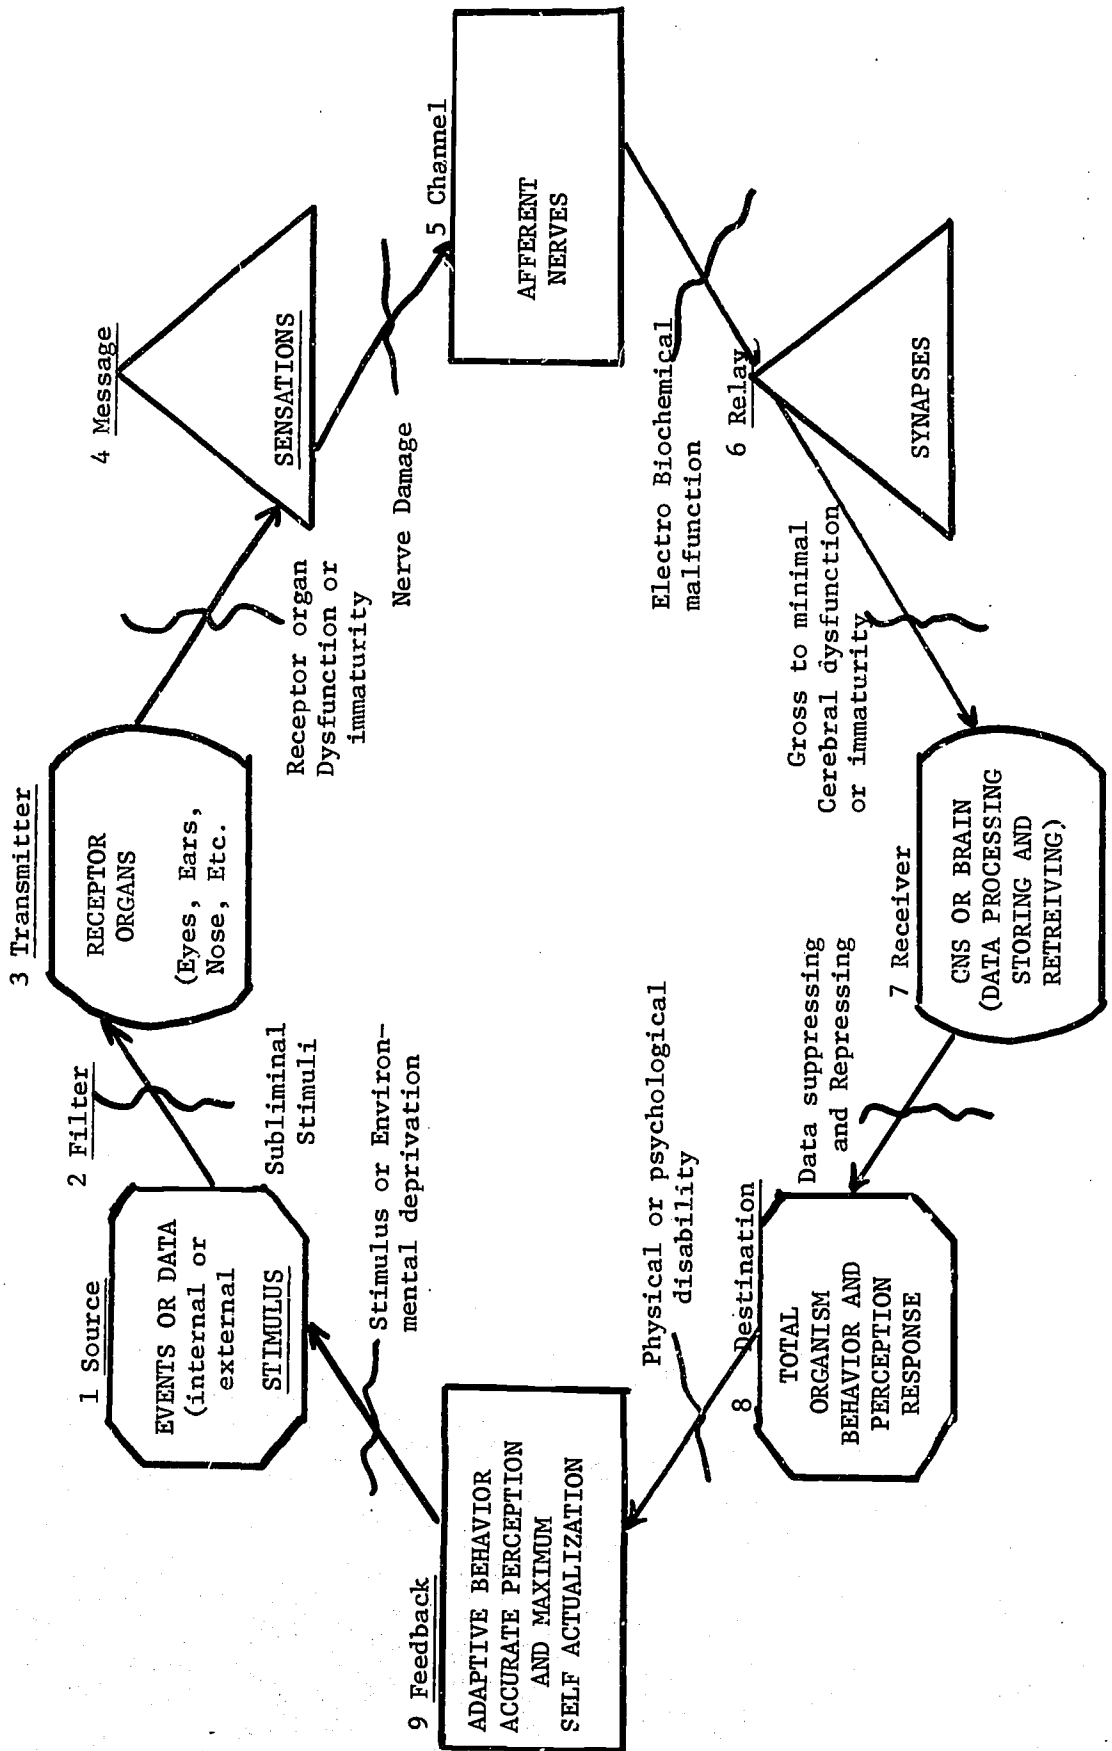 1 Source
EVENTS OR DATA
(internal or
external
STIMULUS
2 Filter
Subliminal
Stimuli
3 Transmitter
RECEPTOR
ORGANS
(Eyes, Ears,
Nose, Etc.
Receptor organ
Dysfunction or
immaturity
4 Message
SENSATIONS
Nerve Damage
5 Channel
AFFERENT
NERVES
Electro Biochemical
malfunction
6 Relay
SYNAPSES
Gross to minimal
Cerebral dysfunction
or immaturity
7 Receiver
CNS OR BRAIN
(DATA PROCESSING
STORING AND
RETREIVING)
Data suppressing
and Repressing
8 Destination
TOTAL
ORGANISM
BEHAVIOR AND
PERCEPTION
RESPONSE
Physical or psychological
disability
9 Feedback
ADAPTIVE BEHAVIOR
ACCURATE PERCEPTION
AND MAXIMUM
SELF ACTUALIZATION
Stimulus or Environ-
mental deprivation